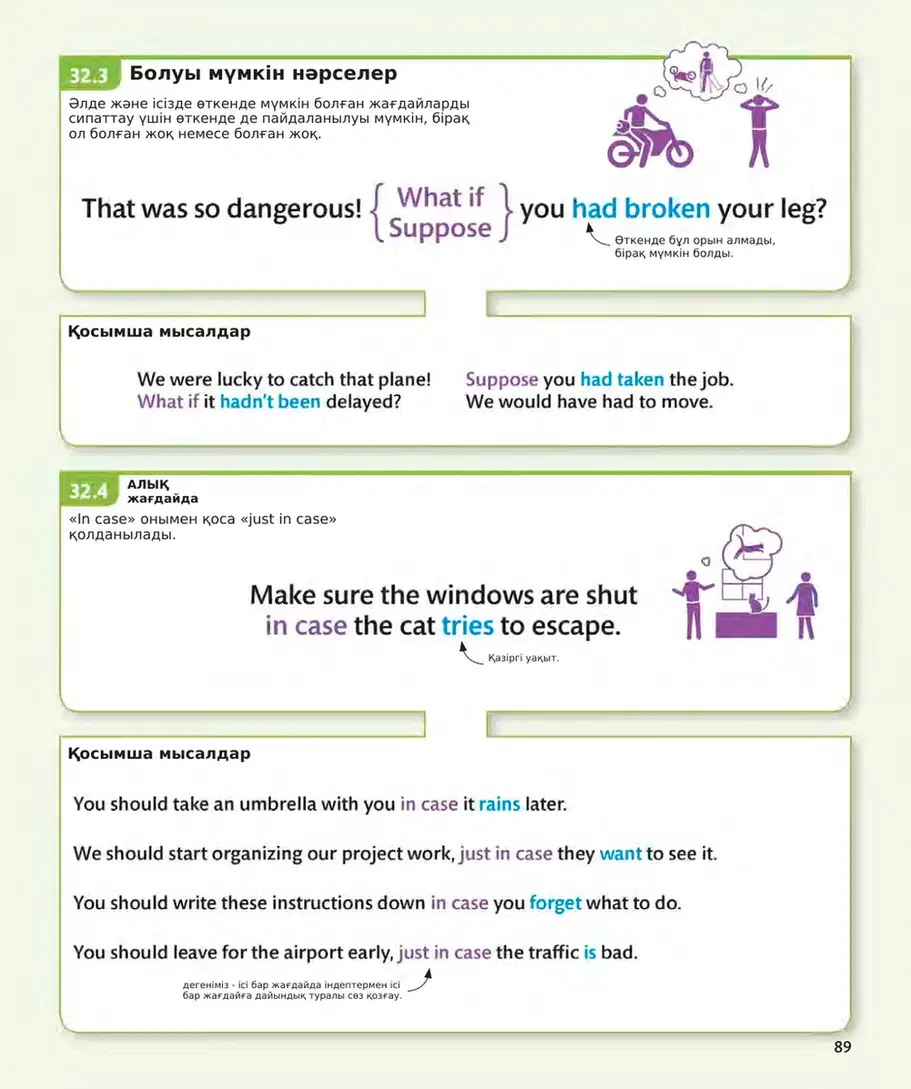 32.3 Болуы мүмкін нәрселер
Әлде және ісізде өткенде мүмкін болған жағдайларды
сипаттау үшін өткенде де пайдаланылуы мүмкін, бірақ
ол болған жоқ немесе болған жоқ.
That was so dangerous! { What if / Suppose } you had broken your leg?
Өткенде бұл орын алмады,
бірақ мүмкін болды.
Қосымша мысалдар
We were lucky to catch that plane!
What if it hadn't been delayed?
Suppose you had taken the job.
We would have had to move.
32.4 АЛЫҚ
жағдайда
«In case» онымен қоса «just in case»
қолданылады.
Make sure the windows are shut
in case the cat tries to escape.
Қазіргі уақыт.
Қосымша мысалдар
You should take an umbrella with you in case it rains later.
We should start organizing our project work, just in case they want to see it.
You should write these instructions down in case you forget what to do.
You should leave for the airport early, just in case the traffic is bad.
дегеніміз - ісі бар жағдайда індептермен ісі
бар жағдайға дайындық туралы сөз қозғау.
89